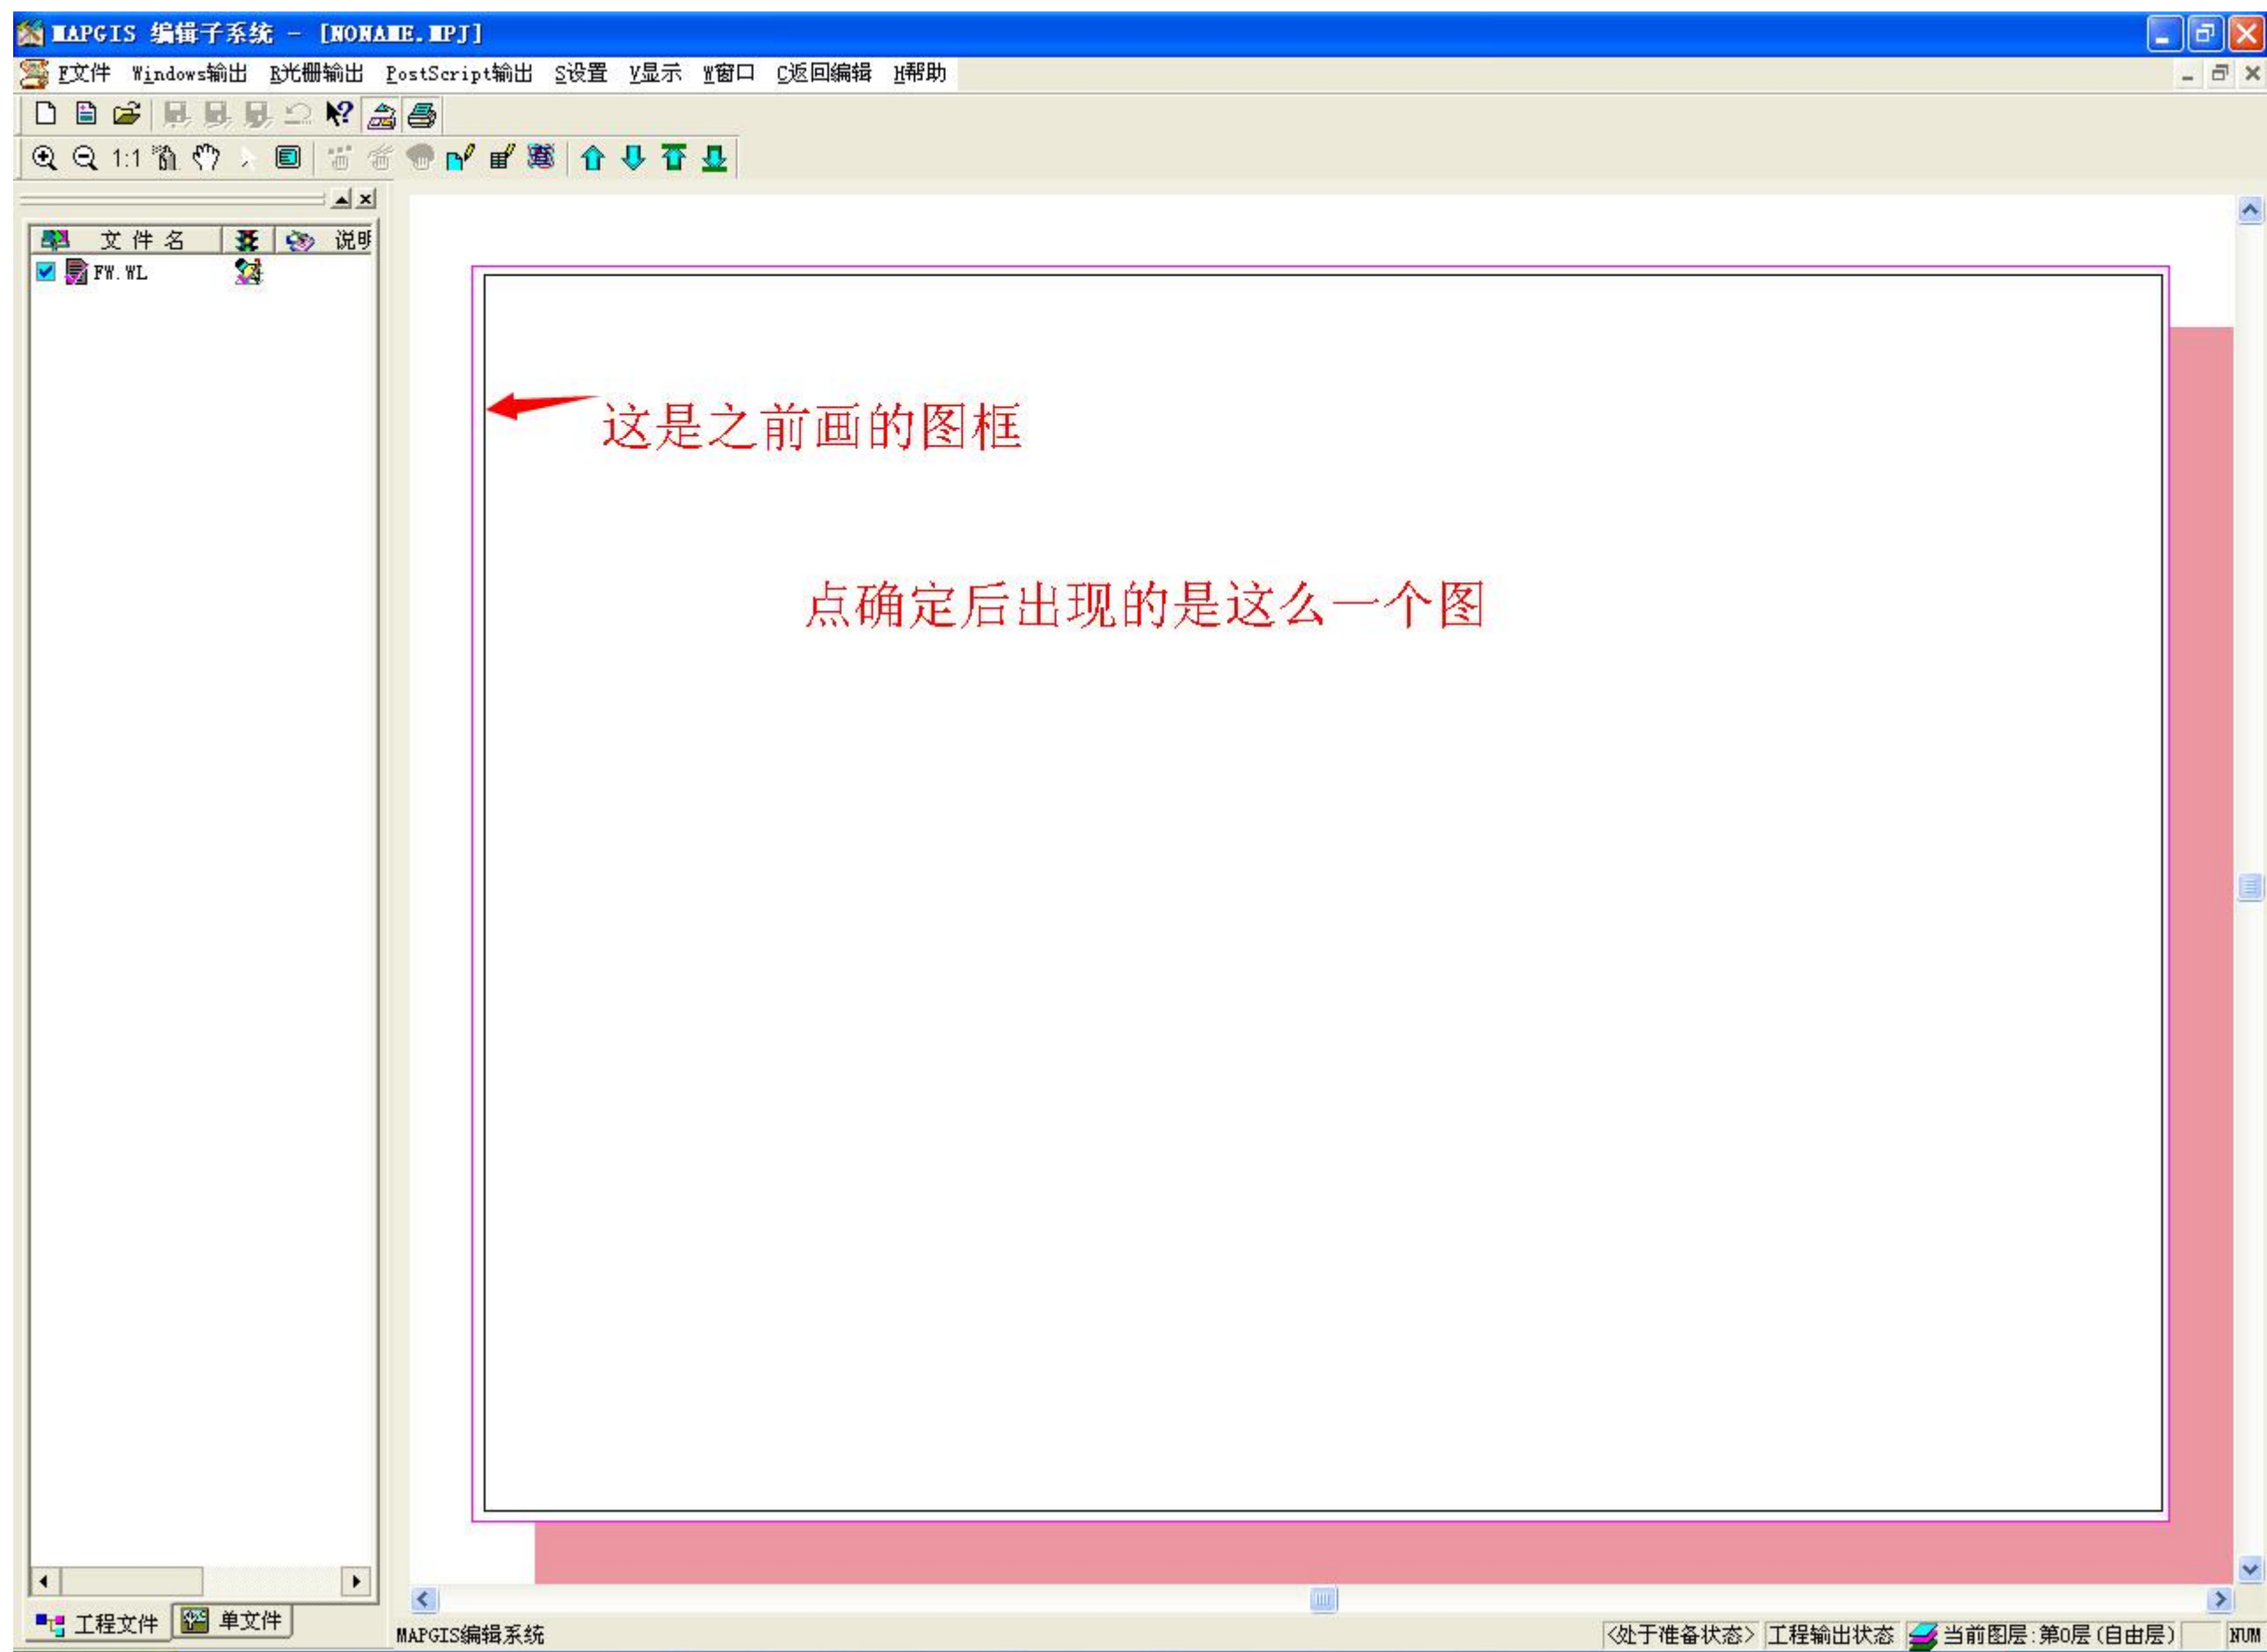 MAPGIS 编辑子系统 - [NONAME.MPJ]
F文件 Windows输出 R光栅输出 PostScript输出 S设置 V显示 W窗口 C返回编辑 H帮助
1:1
文件名 说明
FW.WL
这是之前画的图框
点确定后出现的是这么一个图
工程文件 单文件
MAPGIS编辑系统 <处于准备状态> 工程输出状态 当前图层:第0层(自由层) NUM